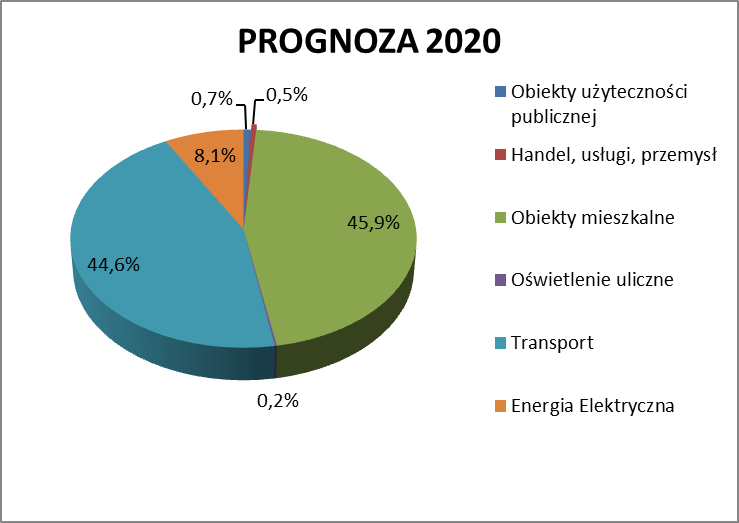 PROGNOZA 2020
0,7%
0,5%
8,1%
45,9%
44,6%
0,2%
Obiekty użyteczności
publicznej
Handel, usługi, przemysł
Obiekty mieszkalne
Oświetlenie uliczne
Transport
Energia Elektryczna